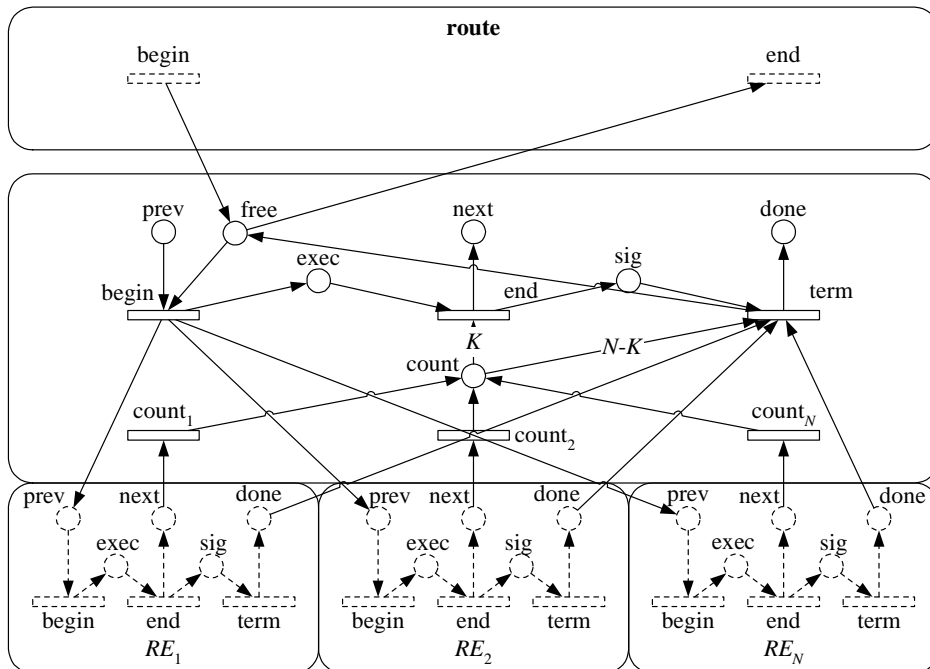 route
begin end
prev free next done
exec sig
begin end term
K N-K
count
count1 count2 countN
prev next done prev next done prev next done
exec sig exec sig exec sig
begin end term begin end term begin end term
RE1 RE2 REN